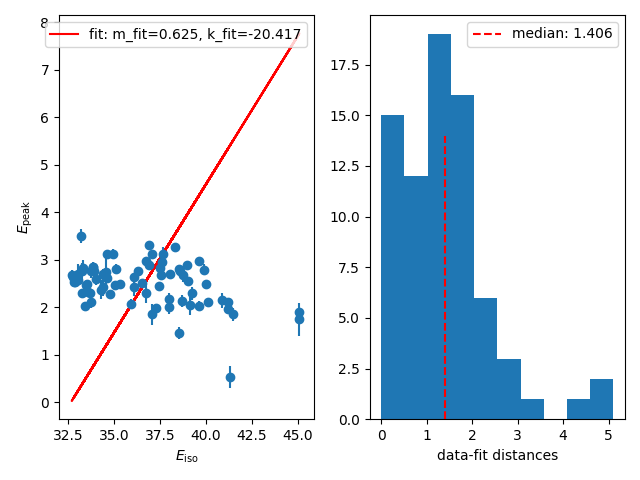 fit: m_fit=0.625, k_fit=-20.417
8
7
6
5
4
3
2
1
0
E_peak
32.5 35.0 37.5 40.0 42.5 45.0
E_iso
median: 1.406
17.5
15.0
12.5
10.0
7.5
5.0
2.5
0.0
0 1 2 3 4 5
data-fit distances